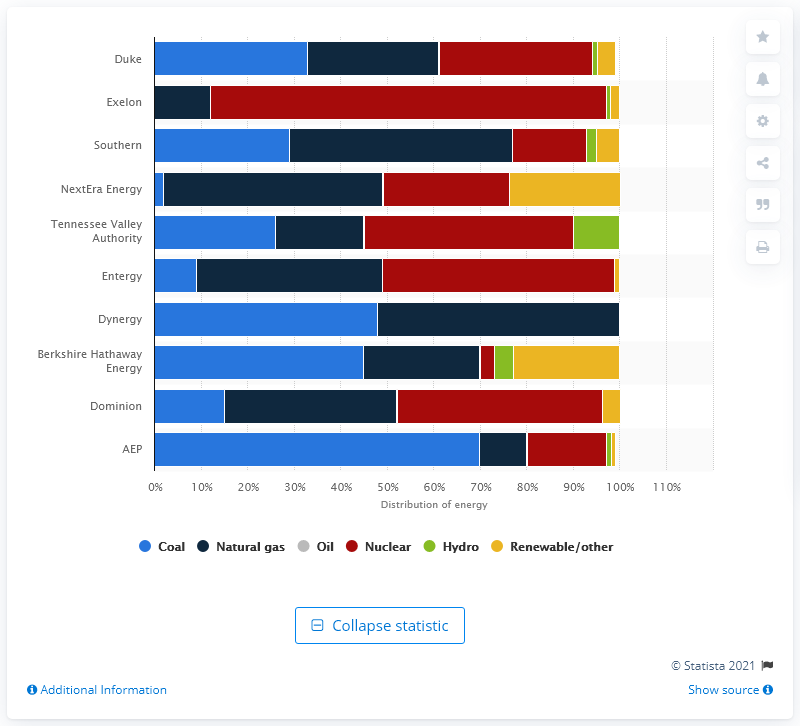 Duke
Exelon
Southern
NextEra Energy
Tennessee Valley
Authority
Entergy
Dynergy
Berkshire Hathaway
Energy
Dominion
AEP
0% 10% 20% 30% 40% 50% 60% 70% 80% 90% 100% 110%
Distribution of energy
Coal Natural gas Oil Nuclear Hydro Renewable/other
Collapse statistic
© Statista 2021
Additional Information
Show source